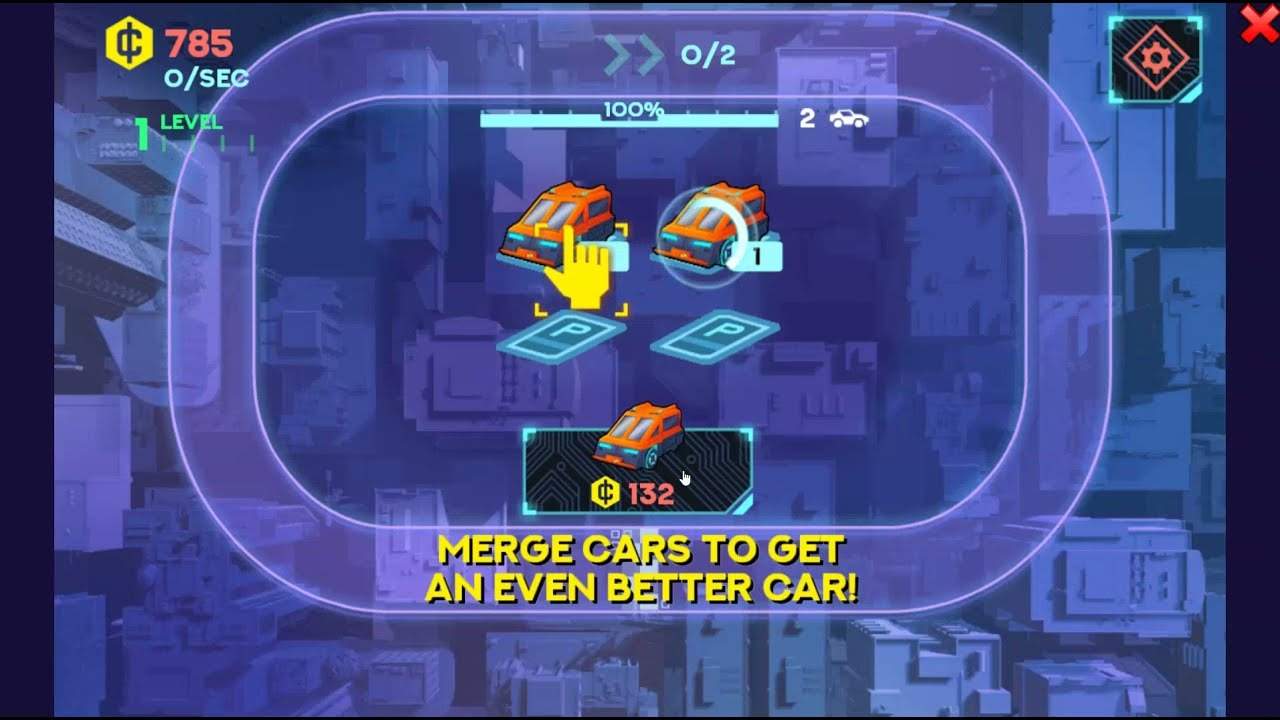 785
0/SEC
0/2
1 LEVEL
100%
2
1
P
P
132
MERGE CARS TO GET
AN EVEN BETTER CAR!